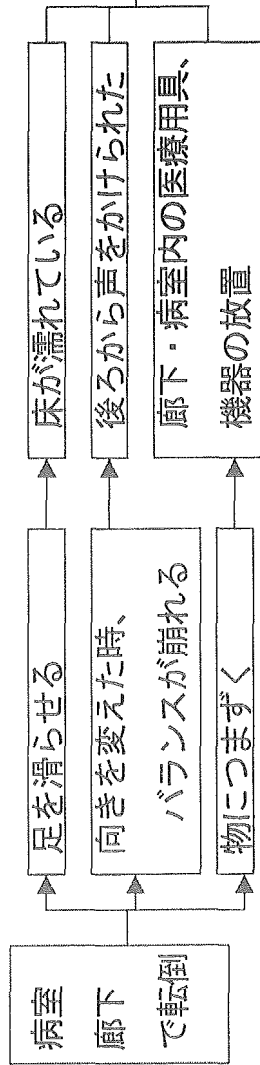 病室
廊下
で転倒
足を滑らせる
向きを変えた時、
バランスが崩れる
物につまずく
床が濡れている
後ろから声をかけられた
廊下・病室内の医療用具、
機器の放置